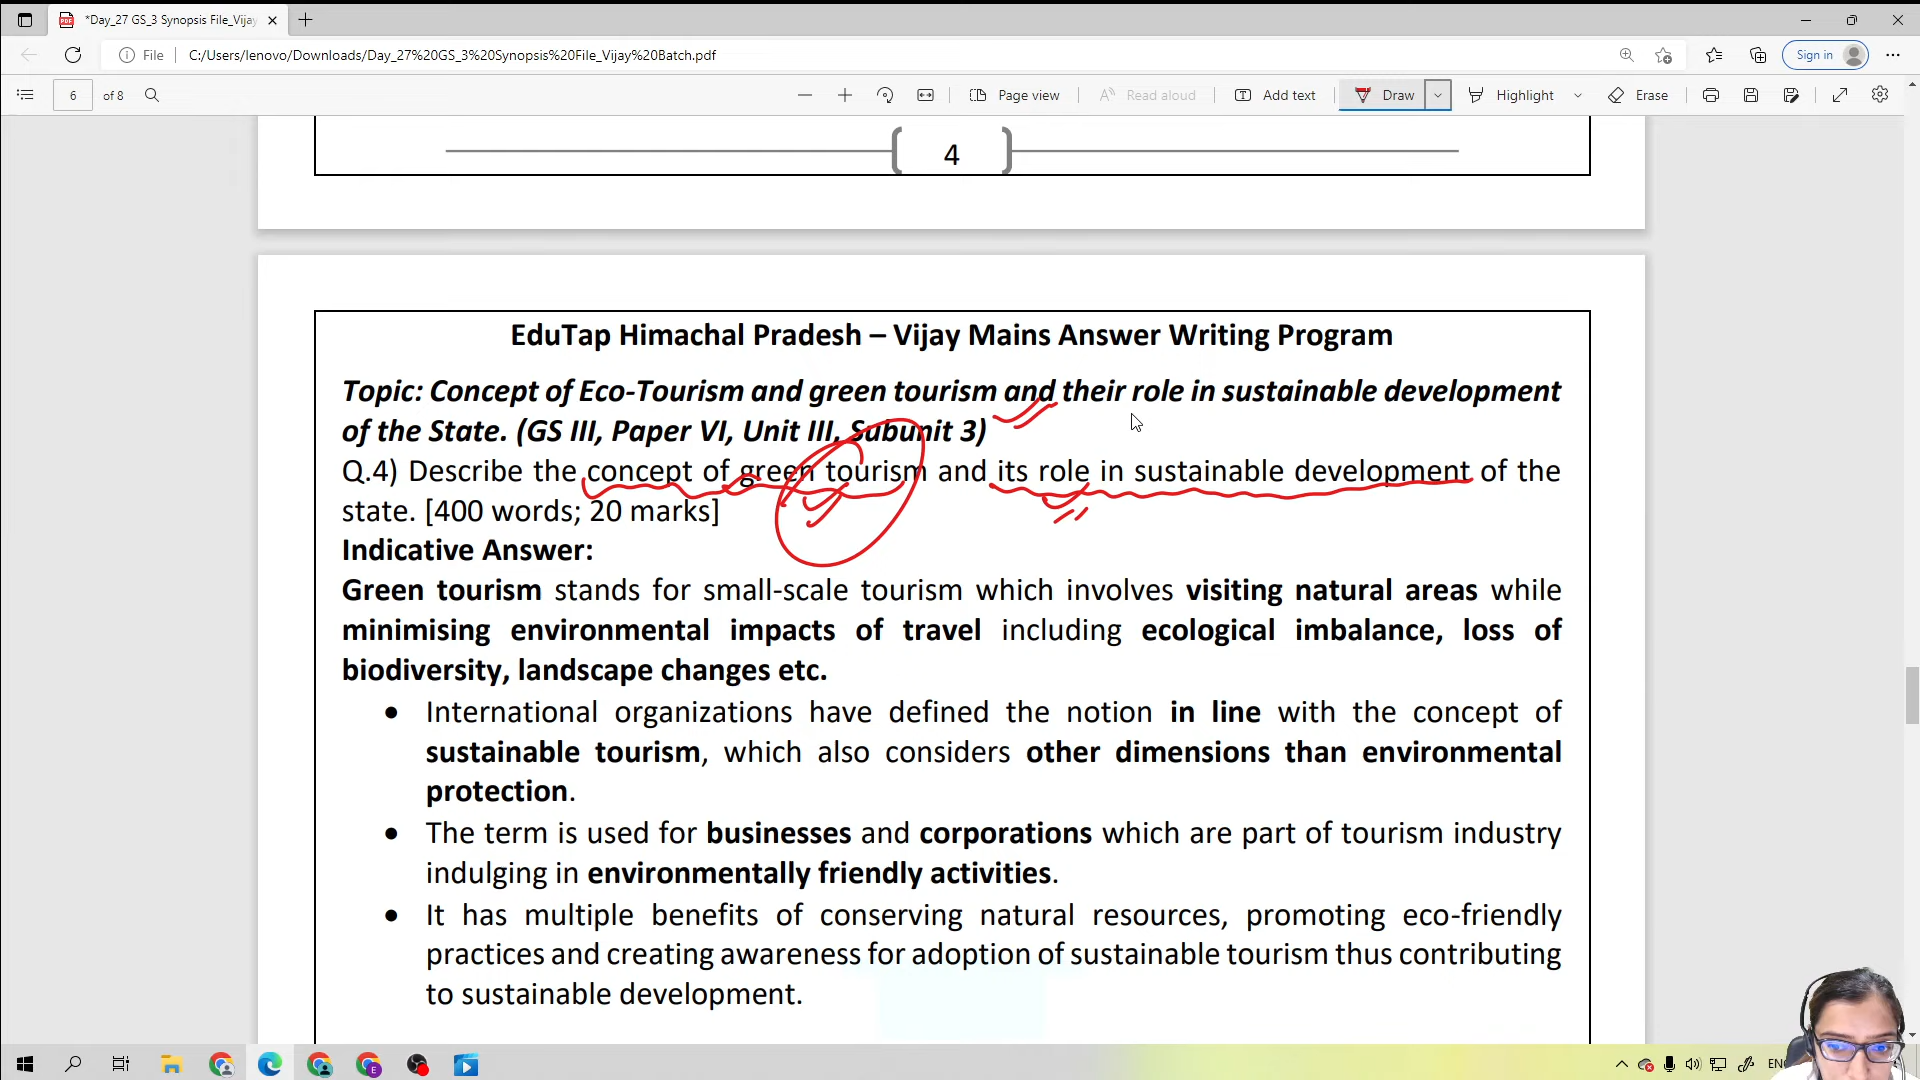 *Day_27 GS_3 Synopsis File_Vijay
File C:/Users/lenovo/Downloads/Day_27%20GS_3%20Synopsis%20File_Vijay%20Batch.pdf Sign in
6 of 8 Page view Read aloud Add text Draw Highlight Erase
4
EduTap Himachal Pradesh – Vijay Mains Answer Writing Program
Topic: Concept of Eco-Tourism and green tourism and their role in sustainable development
of the State. (GS III, Paper VI, Unit III, Subunit 3)
Q.4) Describe the concept of green tourism and its role in sustainable development of the
state. [400 words; 20 marks]
Indicative Answer:
Green tourism stands for small-scale tourism which involves visiting natural areas while
minimising environmental impacts of travel including ecological imbalance, loss of
biodiversity, landscape changes etc.
• International organizations have defined the notion in line with the concept of
sustainable tourism, which also considers other dimensions than environmental
protection.
• The term is used for businesses and corporations which are part of tourism industry
indulging in environmentally friendly activities.
• It has multiple benefits of conserving natural resources, promoting eco-friendly
practices and creating awareness for adoption of sustainable tourism thus contributing
to sustainable development.